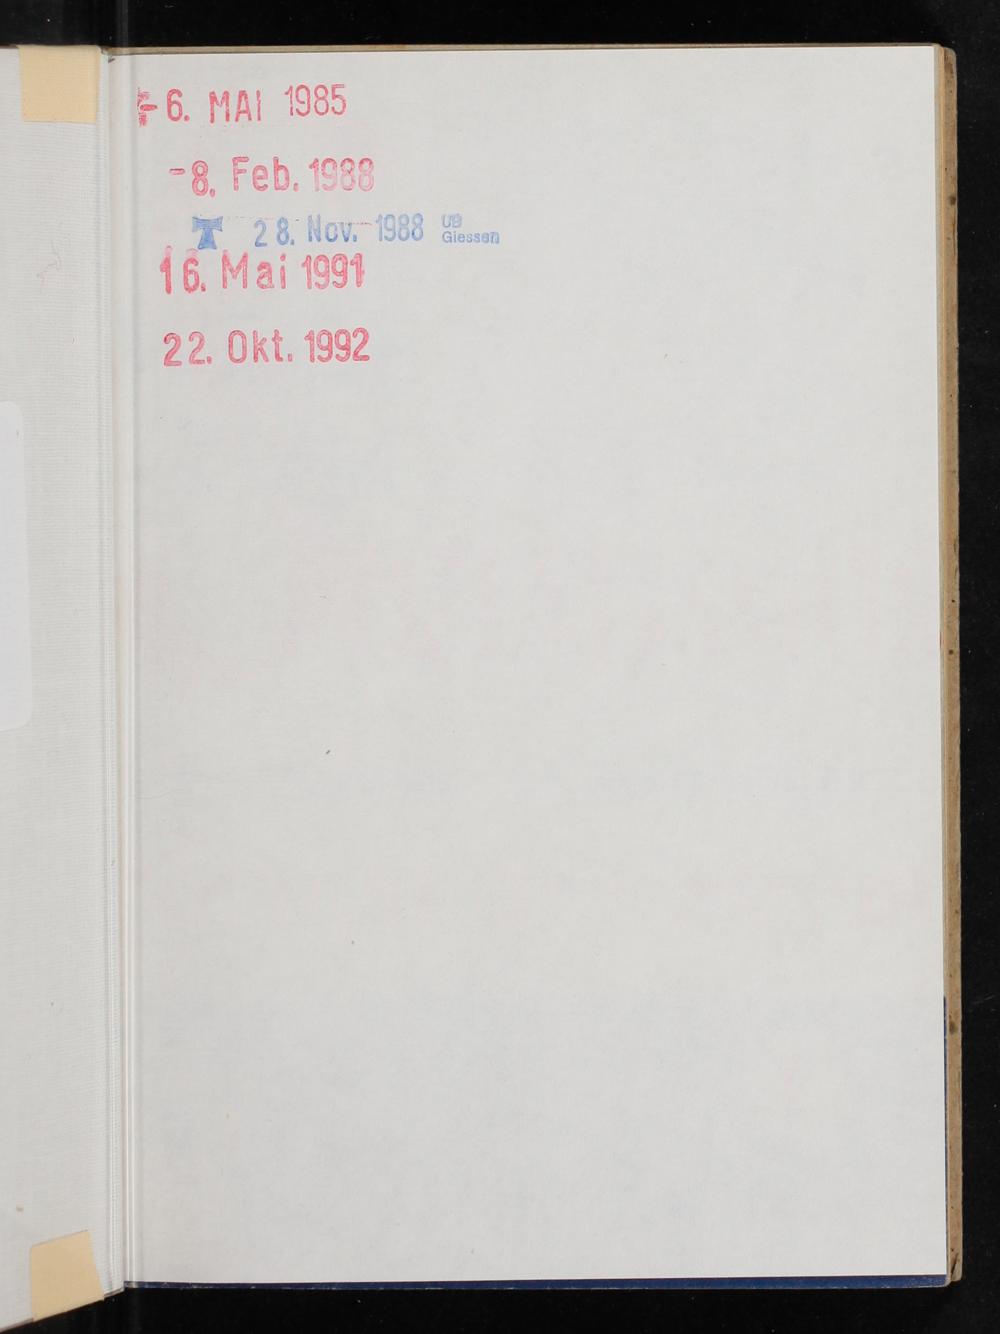 - 6. MAI 1985
- 8. Feb. 1988
T 28. Nov. 1988 UB
Giessen
16. Mai 1991
22. Okt. 1992